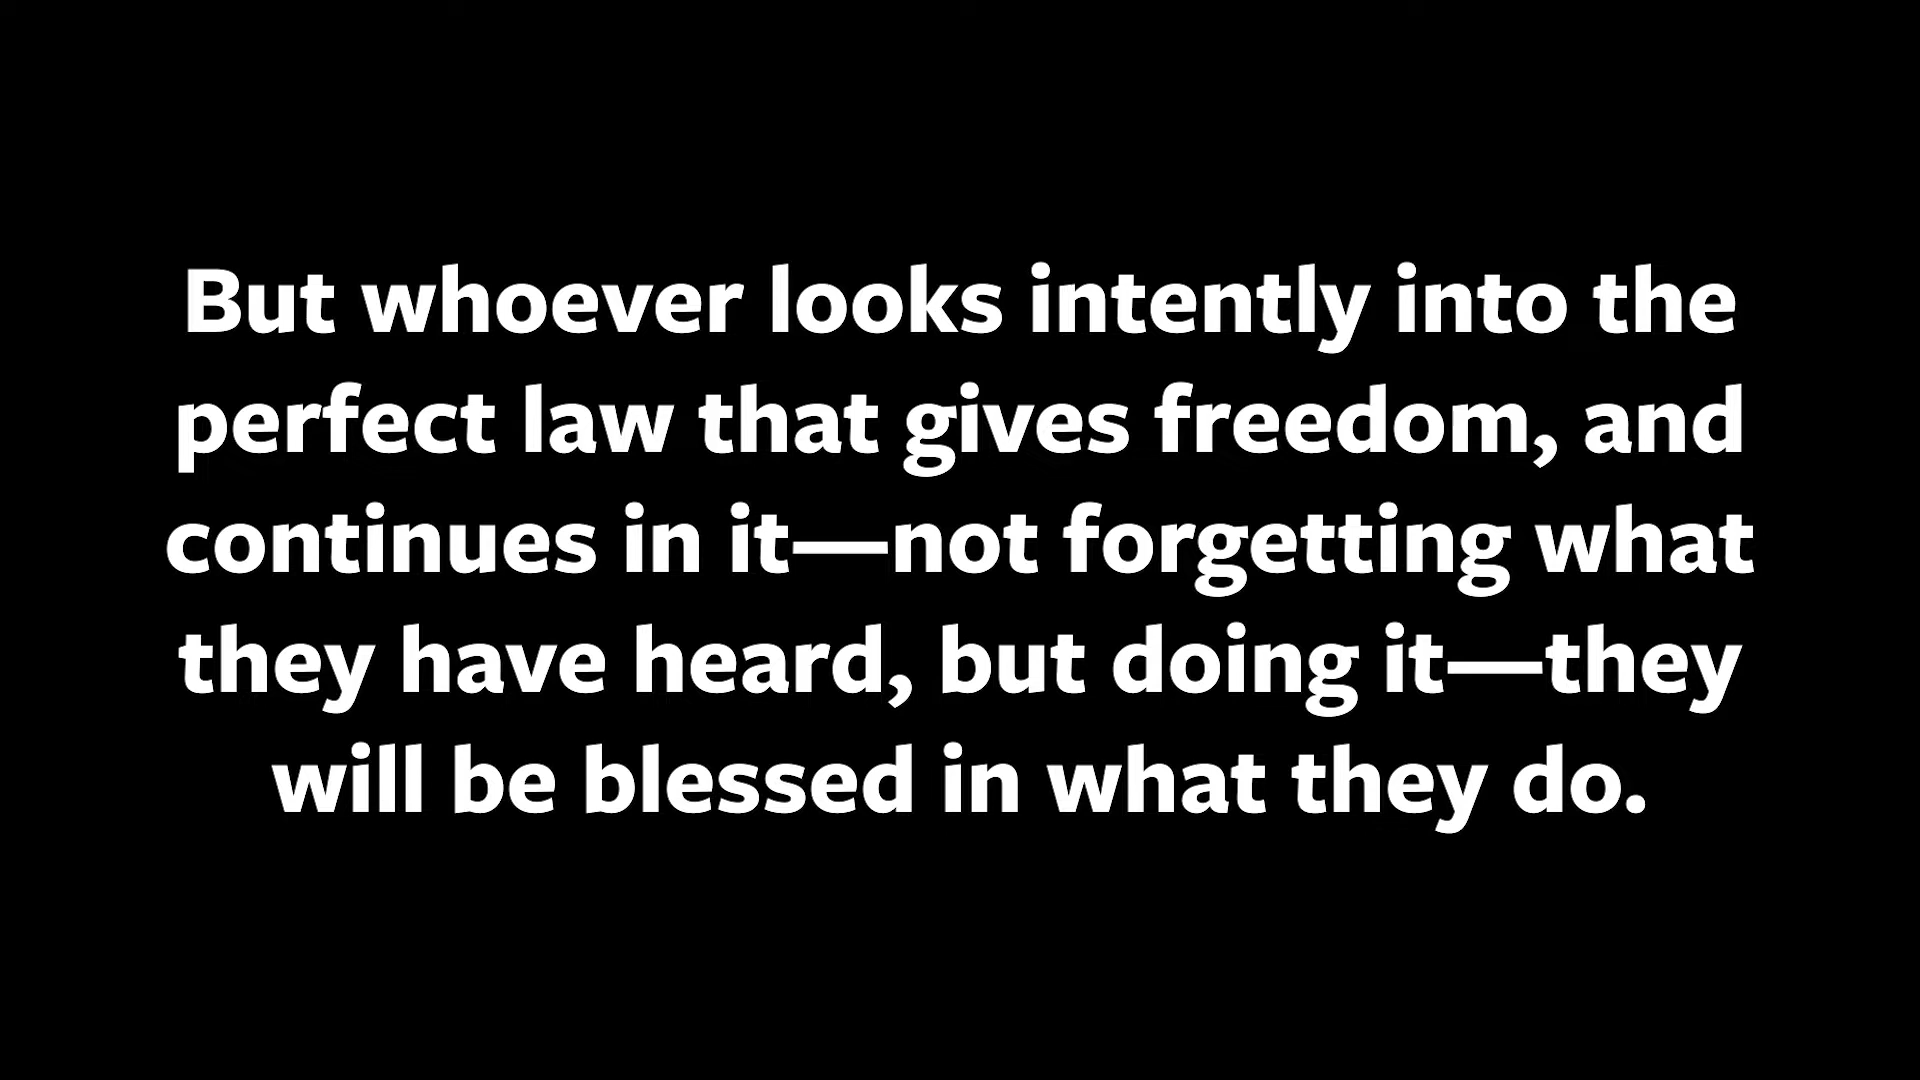 But whoever looks intently into the
perfect law that gives freedom, and
continues in it—not forgetting what
they have heard, but doing it—they
will be blessed in what they do.